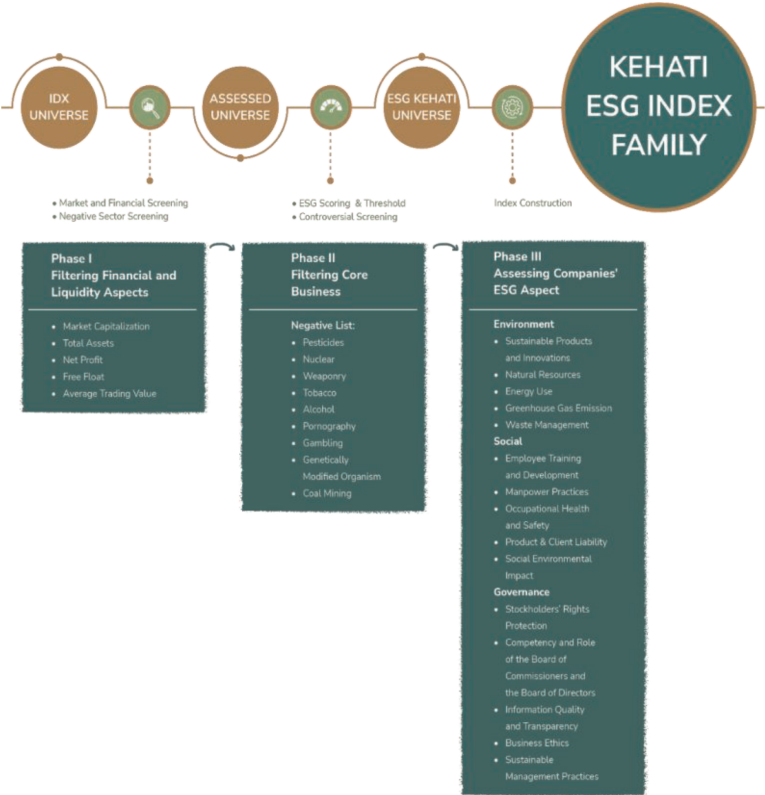 IDX
UNIVERSE
ASSESSED
UNIVERSE
ESG KEHATI
UNIVERSE
KEHATI
ESG INDEX
FAMILY
• Market and Financial Screening
• Negative Sector Screening
• ESG Scoring & Threshold
• Controversial Screening
Index Construction
Phase I
Filtering Financial and
Liquidity Aspects
• Market Capitalization
• Total Assets
• Net Profit
• Free Float
• Average Trading Value
Phase II
Filtering Core
Business
Negative List:
• Pesticides
• Nuclear
• Weaponry
• Tobacco
• Alcohol
• Pornography
• Gambling
• Genetically
Modified Organism
• Coal Mining
Phase III
Assessing Companies'
ESG Aspect
Environment
• Sustainable Products
and Innovations
• Natural Resources
• Energy Use
• Greenhouse Gas Emission
• Waste Management
Social
• Employee Training
and Development
• Manpower Practices
• Occupational Health
and Safety
• Product & Client Liability
• Social Environmental
Impact
Governance
• Stockholders' Rights
Protection
• Competency and Role
of the Board of
Commissioners and
the Board of Directors
• Information Quality
and Transparency
• Business Ethics
• Sustainable
Management Practices